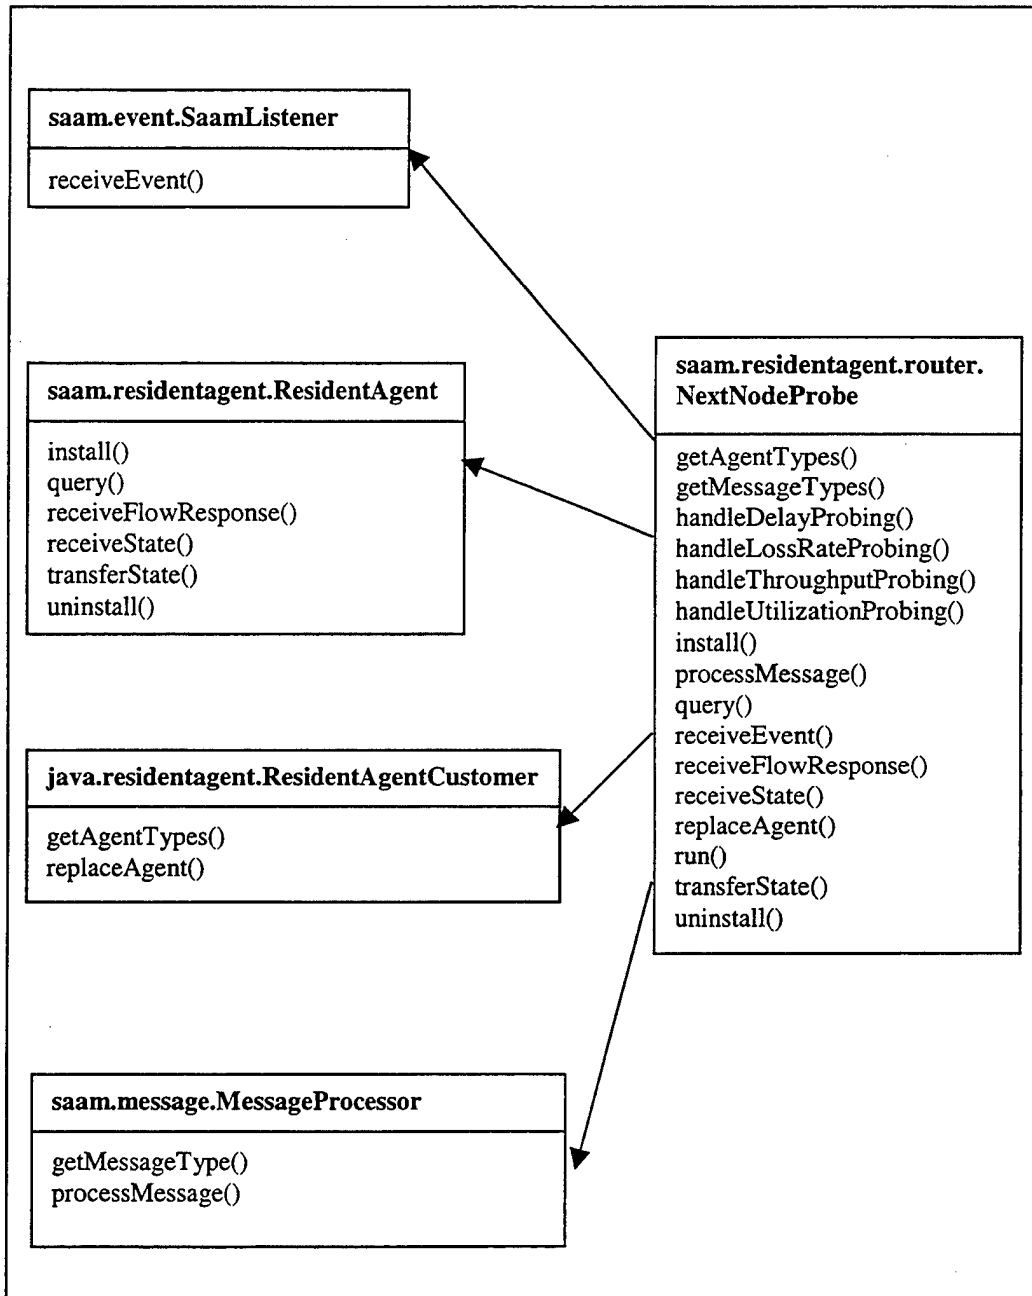 saam.event.SaamListener
receiveEvent()
saam.residentagent.ResidentAgent
install()
query()
receiveFlowResponse()
receiveState()
transferState()
uninstall()
java.residentagent.ResidentAgentCustomer
getAgentTypes()
replaceAgent()
saam.message.MessageProcessor
getMessageType()
processMessage()
saam.residentagent.router.
NextNodeProbe
getAgentTypes()
getMessageTypes()
handleDelayProbing()
handleLossRateProbing()
handleThroughputProbing()
handleUtilizationProbing()
install()
processMessage()
query()
receiveEvent()
receiveFlowResponse()
receiveState()
replaceAgent()
run()
transferState()
uninstall()